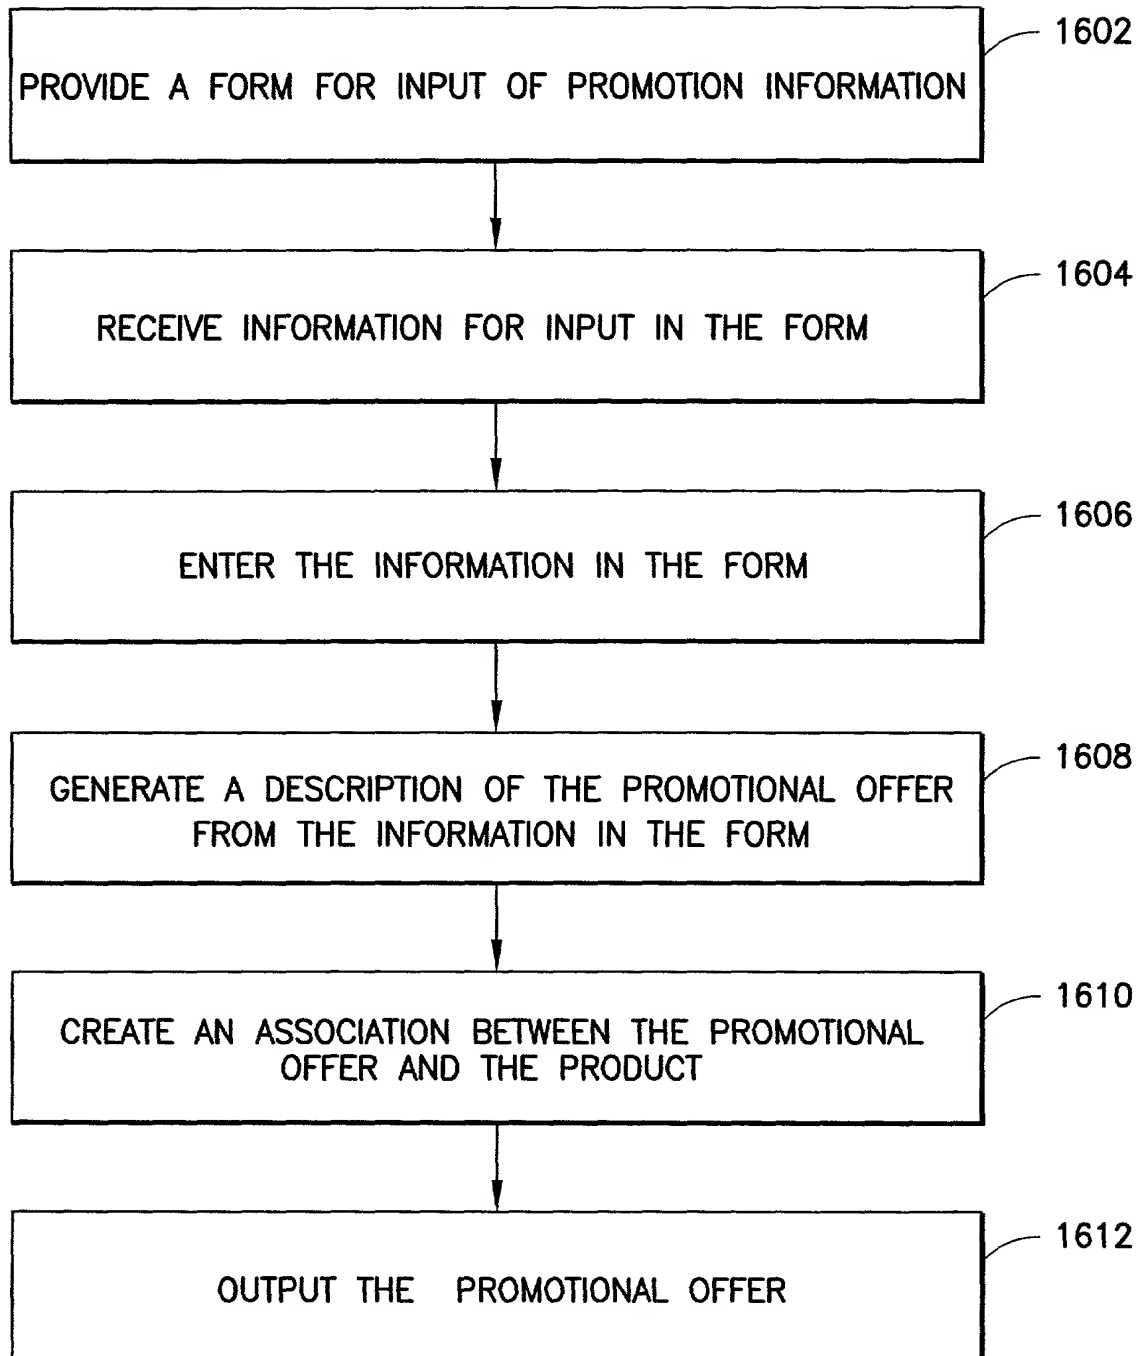 1602
PROVIDE A FORM FOR INPUT OF PROMOTION INFORMATION
1604
RECEIVE INFORMATION FOR INPUT IN THE FORM
1606
ENTER THE INFORMATION IN THE FORM
1608
GENERATE A DESCRIPTION OF THE PROMOTIONAL OFFER
FROM THE INFORMATION IN THE FORM
1610
CREATE AN ASSOCIATION BETWEEN THE PROMOTIONAL
OFFER AND THE PRODUCT
1612
OUTPUT THE PROMOTIONAL OFFER